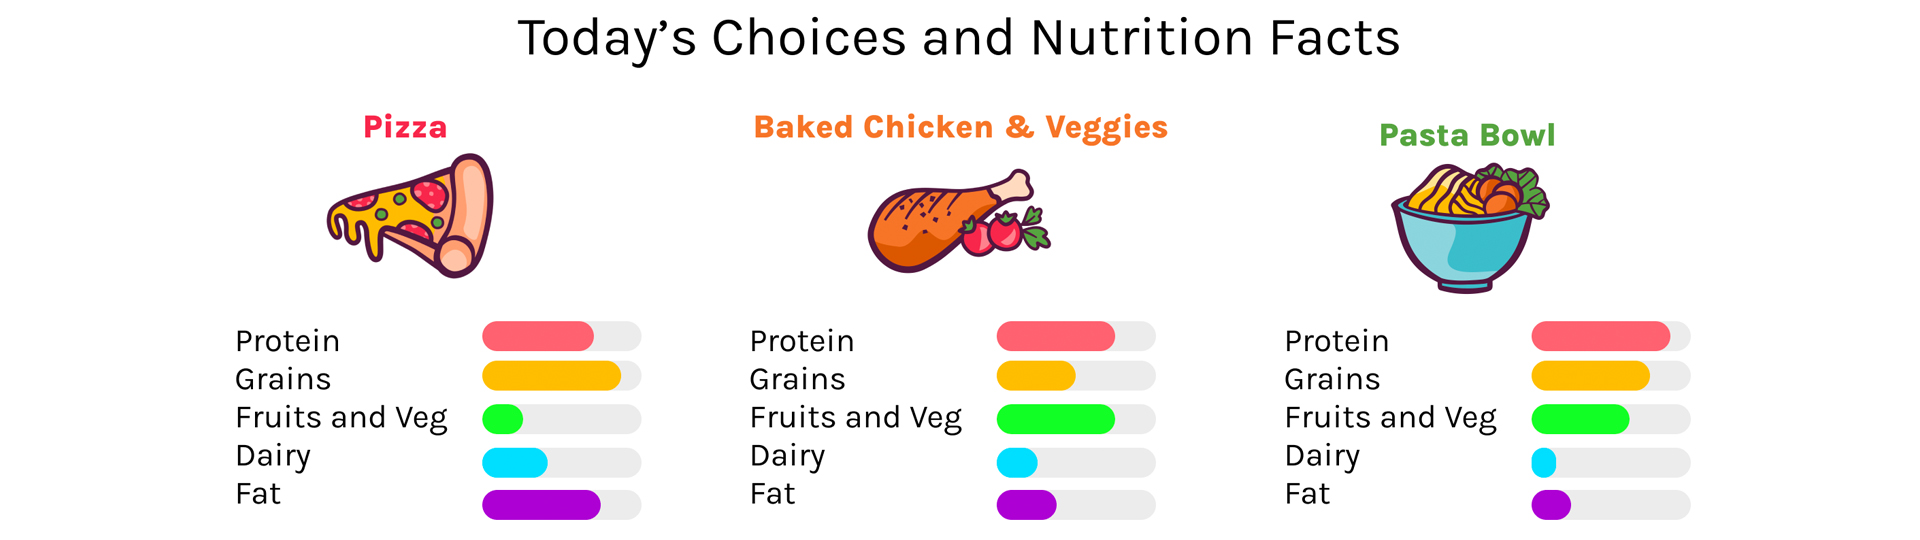 Today's Choices and Nutrition Facts
Pizza
Protein
Grains
Fruits and Veg
Dairy
Fat
Baked Chicken & Veggies
Protein
Grains
Fruits and Veg
Dairy
Fat
Pasta Bowl
Protein
Grains
Fruits and Veg
Dairy
Fat